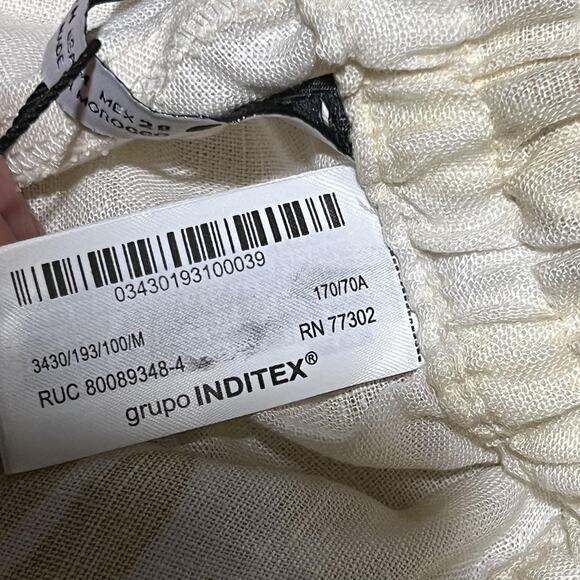 MEX 28
MOROCCO
03430193100039
170/70A
3430/193/100/M
RN 77302
RUC 80089348-4
grupo INDITEX®